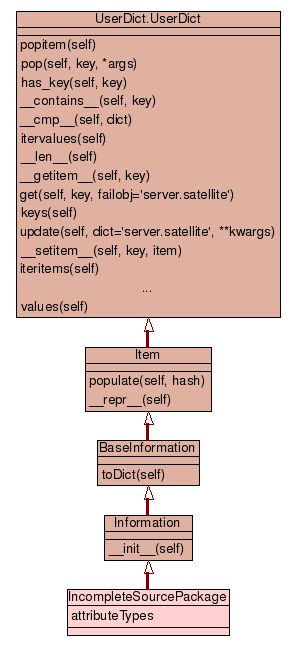 UserDict.UserDict
popitem(self)
pop(self, key, *args)
has_key(self, key)
__contains__(self, key)
__cmp__(self, dict)
itervalues(self)
__len__(self)
__getitem__(self, key)
get(self, key, failobj='server.satellite')
keys(self)
update(self, dict='server.satellite', **kwargs)
__setitem__(self, key, item)
iteritems(self)
...
values(self)
Item
populate(self, hash)
__repr__(self)
BaseInformation
toDict(self)
Information
__init__(self)
IncompleteSourcePackage
attributeTypes